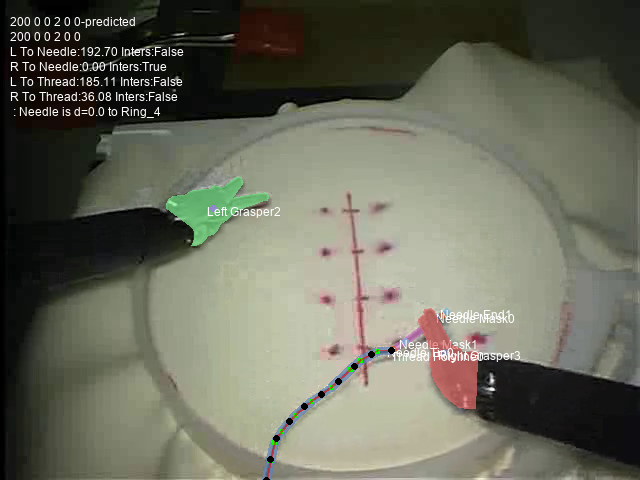 200 0 0 2 0 0-predicted
200 0 0 2 0 0
L To Needle:192.70 Inters:False
R To Needle:0.00 Inters:True
L To Thread:185.11 Inters:False
R To Thread:36.08 Inters:False
: Needle is d=0.0 to Ring_4
Left Grasper2
Needle End1
Needle Mask0
Needle Mask1